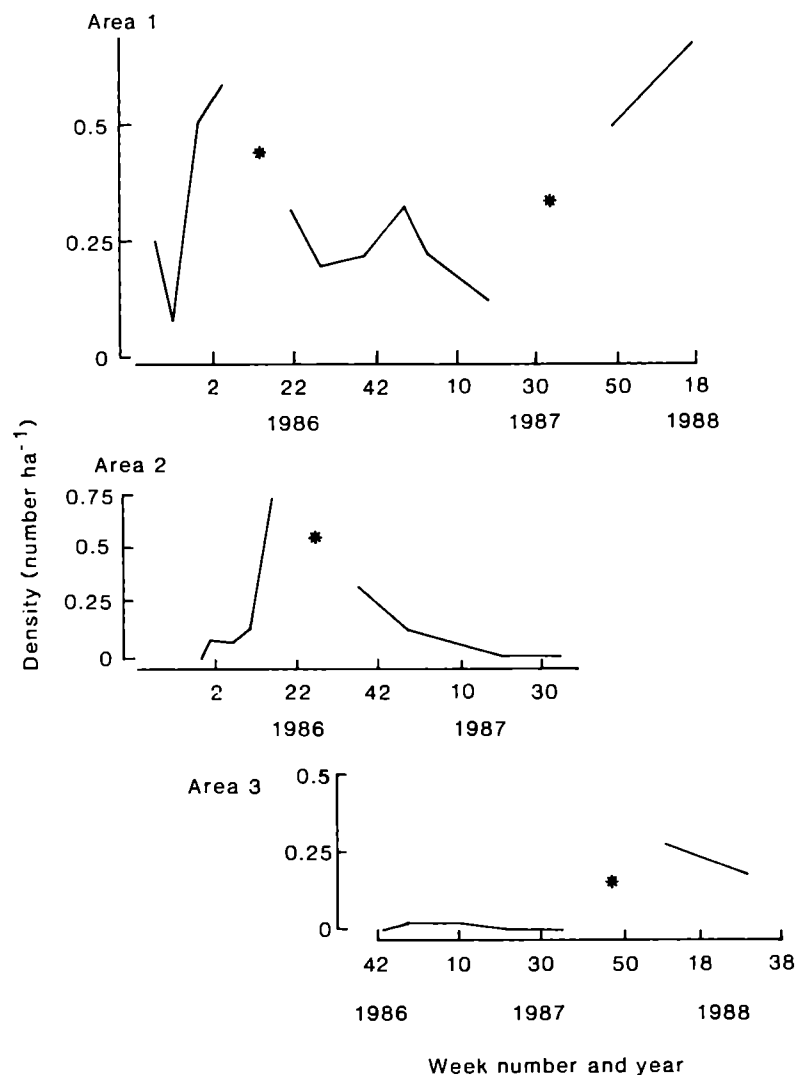 Area 1
0.5
0.25
0
2 22 42 10 30 50 18
1986 1987 1988
Area 2
0.75
0.5
0.25
0
2 22 42 10 30
1986 1987
Area 3
0.5
0.25
0
42 10 30 50 18 38
1986 1987 1988
Density (number ha⁻¹)
Week number and year